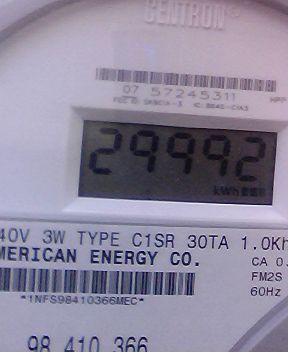 CENTRON®
07 57245311
29992
kWh
40V 3W TYPE C1SR 30TA 1.0Kh
MERICAN ENERGY CO.
CA 0.
FM2S
60Hz
*1NFS98410366MEC*
98 410 366